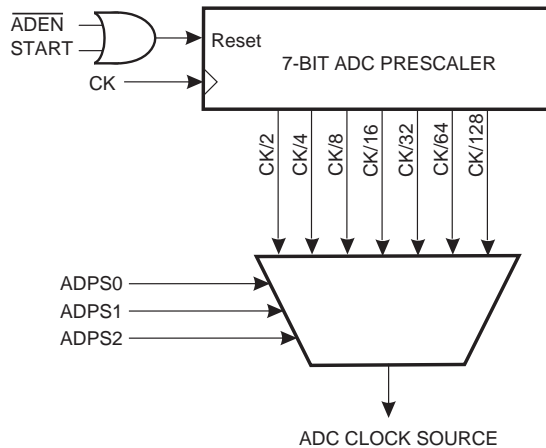 ADEN
START
Reset
7-BIT ADC PRESCALER
CK
CK/2
CK/4
CK/8
CK/16
CK/32
CK/64
CK/128
ADPS0
ADPS1
ADPS2
ADC CLOCK SOURCE